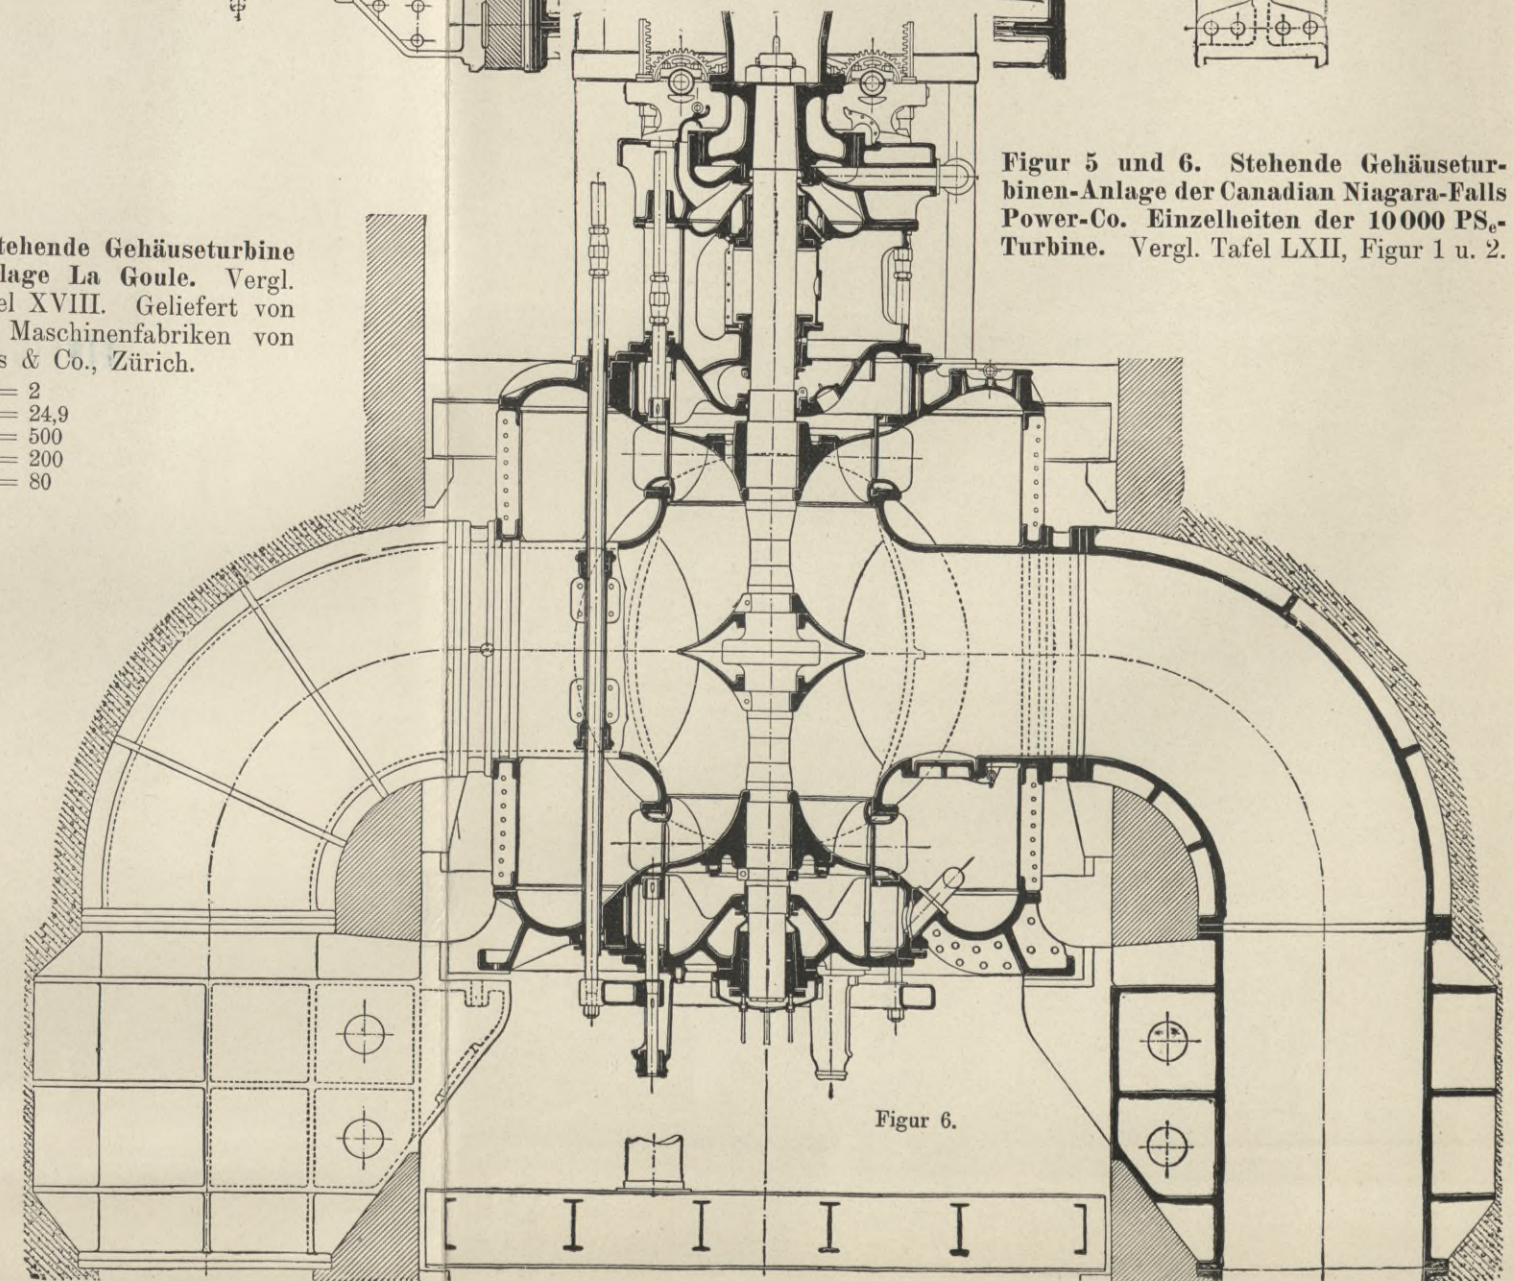 Figur 5 und 6. Stehende Gehäusetur-
binen-Anlage der Canadian Niagara-Falls
Power-Co. Einzelheiten der 10000 PSe-
Turbine. Vergl. Tafel LXII, Figur 1 u. 2.
tehende Gehäuseturbine
lage La Goule. Vergl.
el XVIII. Geliefert von
Maschinenfabriken von
s & Co., Zürich.
= 2
= 24,9
= 500
= 200
= 80
Figur 6.